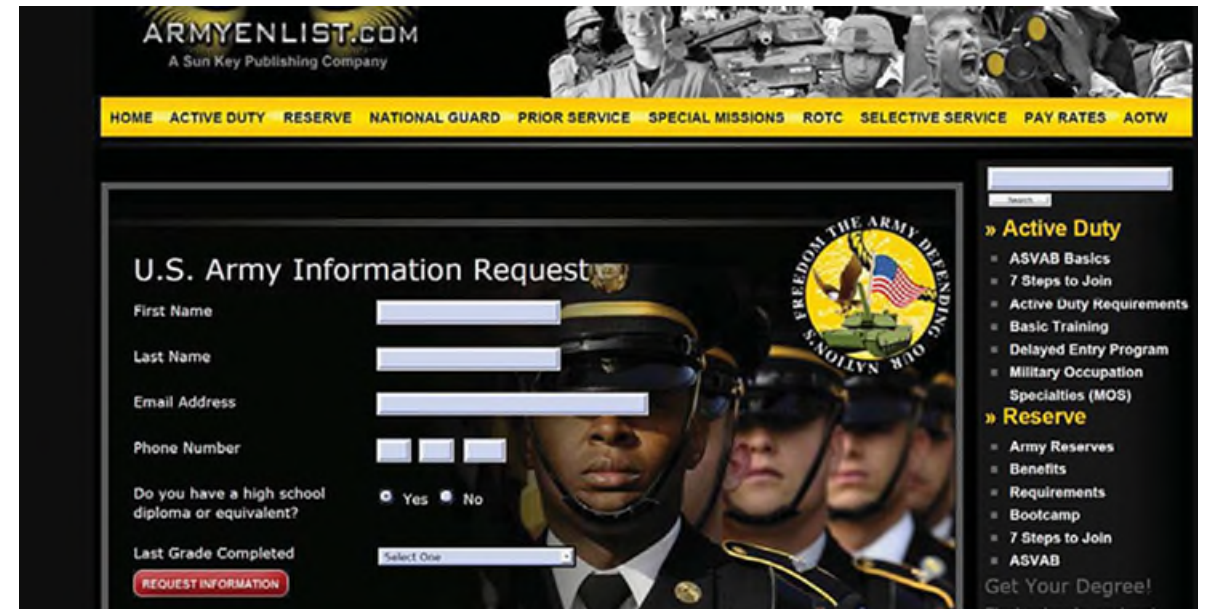 ARMYENLIST.COM
A Sun Key Publishing Company
HOME ACTIVE DUTY RESERVE NATIONAL GUARD PRIOR SERVICE SPECIAL MISSIONS ROTC SELECTIVE SERVICE PAY RATES AOTW
Search
U.S. Army Information Request
First Name
Last Name
Email Address
Phone Number
Do you have a high school
diploma or equivalent?
Yes No
Last Grade Completed
Select One
REQUEST INFORMATION
THE ARMY DEFENDING OUR NATION'S FREEDOM
» Active Duty
ASVAB Basics
7 Steps to Join
Active Duty Requirements
Basic Training
Delayed Entry Program
Military Occupation
Specialties (MOS)
» Reserve
Army Reserves
Benefits
Requirements
Bootcamp
7 Steps to Join
ASVAB
Get Your Degree!